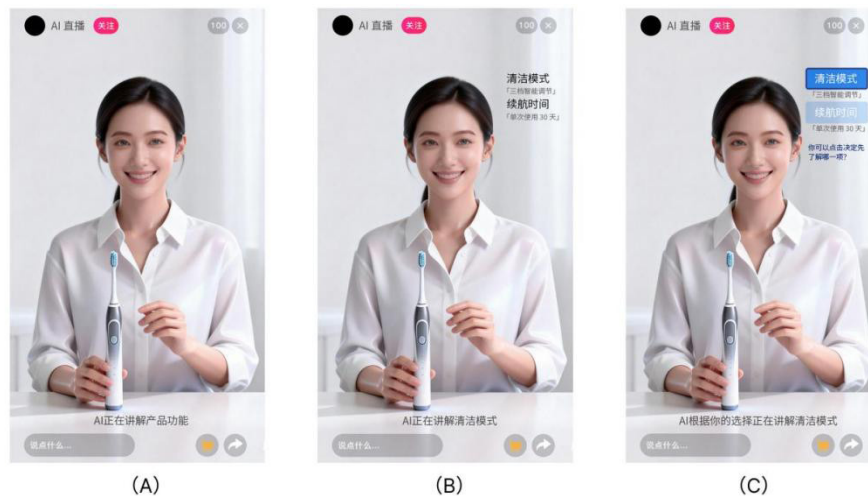 AI 直播 关注 100 ×
AI正在讲解产品功能
说点什么...
(A)
AI 直播 关注 100 ×
清洁模式
「三档智能调节」
续航时间
「单次使用 30 天」
AI正在讲解清洁模式
说点什么...
(B)
AI 直播 关注 100 ×
清洁模式
「三档智能调节」
续航时间
「单次使用 30 天」
你可以点击决定先
了解哪一项?
AI根据你的选择正在讲解清洁模式
说点什么...
(C)